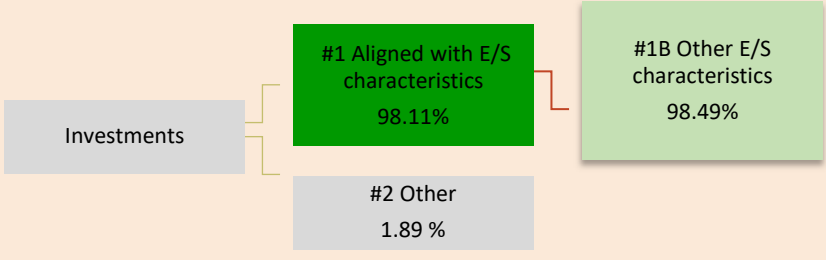 Investments
#1 Aligned with E/S
characteristics
98.11%
#2 Other
1.89 %
#1B Other E/S
characteristics
98.49%